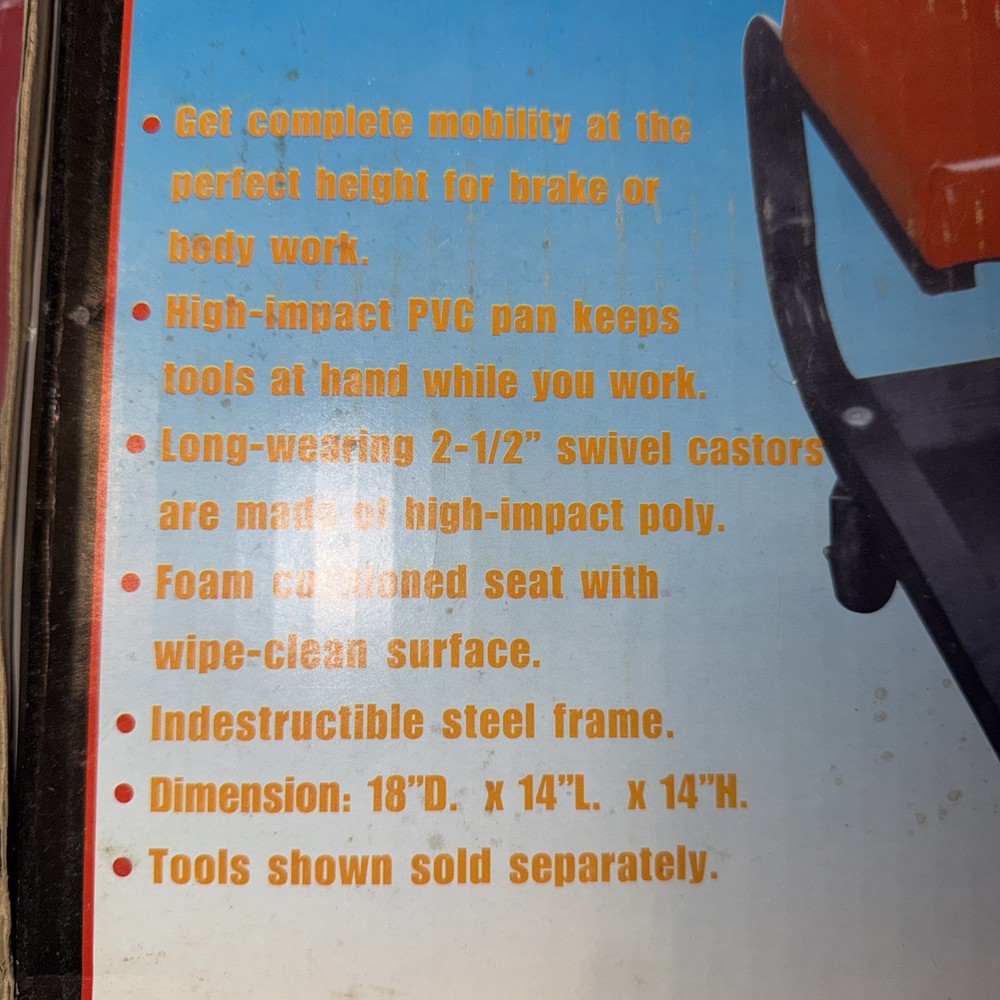 • Get complete mobility at the
perfect height for brake or
body work.
• High-impact PVC pan keeps
tools at hand while you work.
• Long-wearing 2-1/2” swivel castors
are made of high-impact poly.
• Foam cushioned seat with
wipe-clean surface.
• Indestructible steel frame.
• Dimension: 18”D. x 14”L. x 14”H.
• Tools shown sold separately.